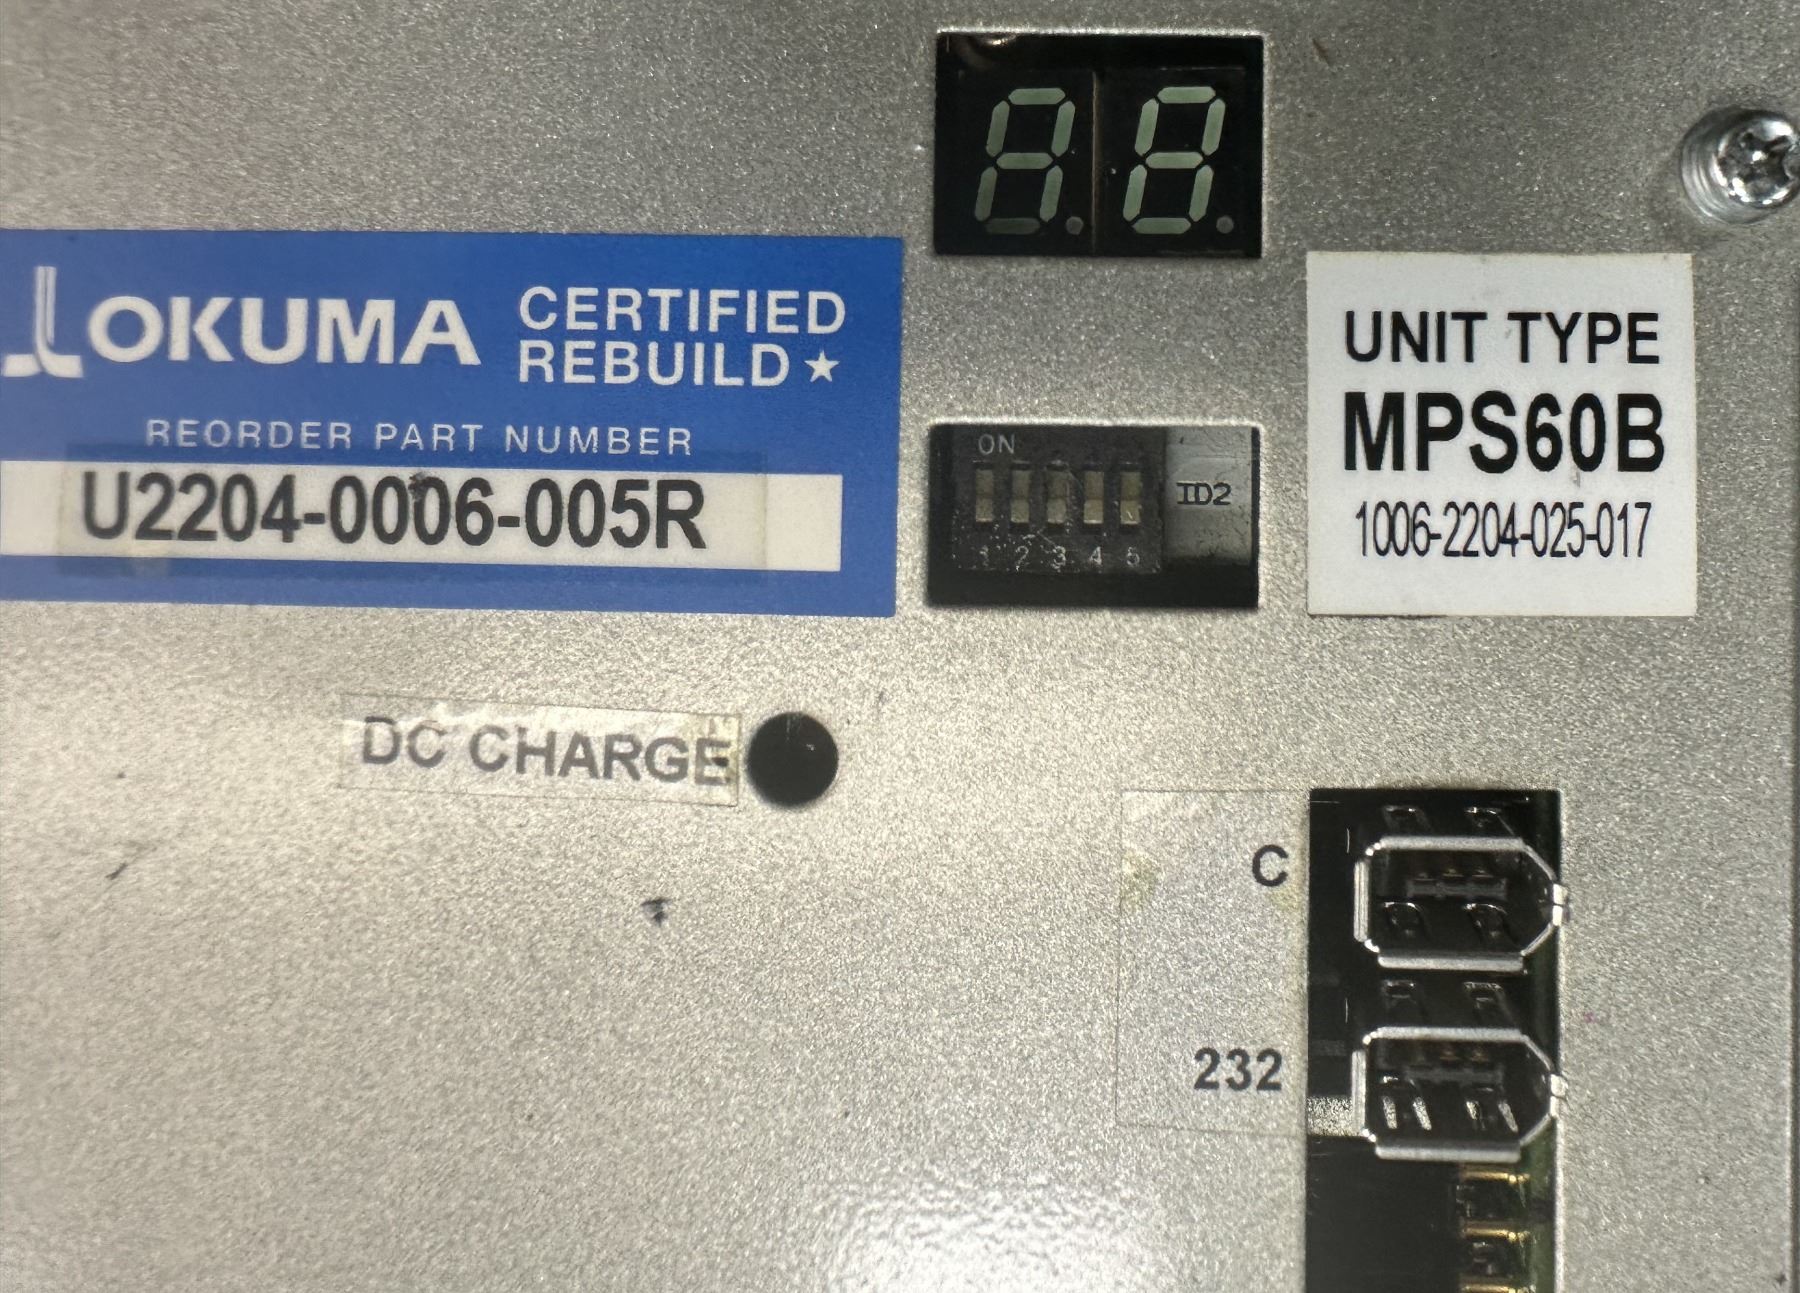 OKUMA CERTIFIED REBUILD ★
REORDER PART NUMBER
U2204-0006-005R
ON
1 2 3 4 5
ID2
UNIT TYPE
MPS60B
1006-2204-025-017
DC CHARGE
C
232